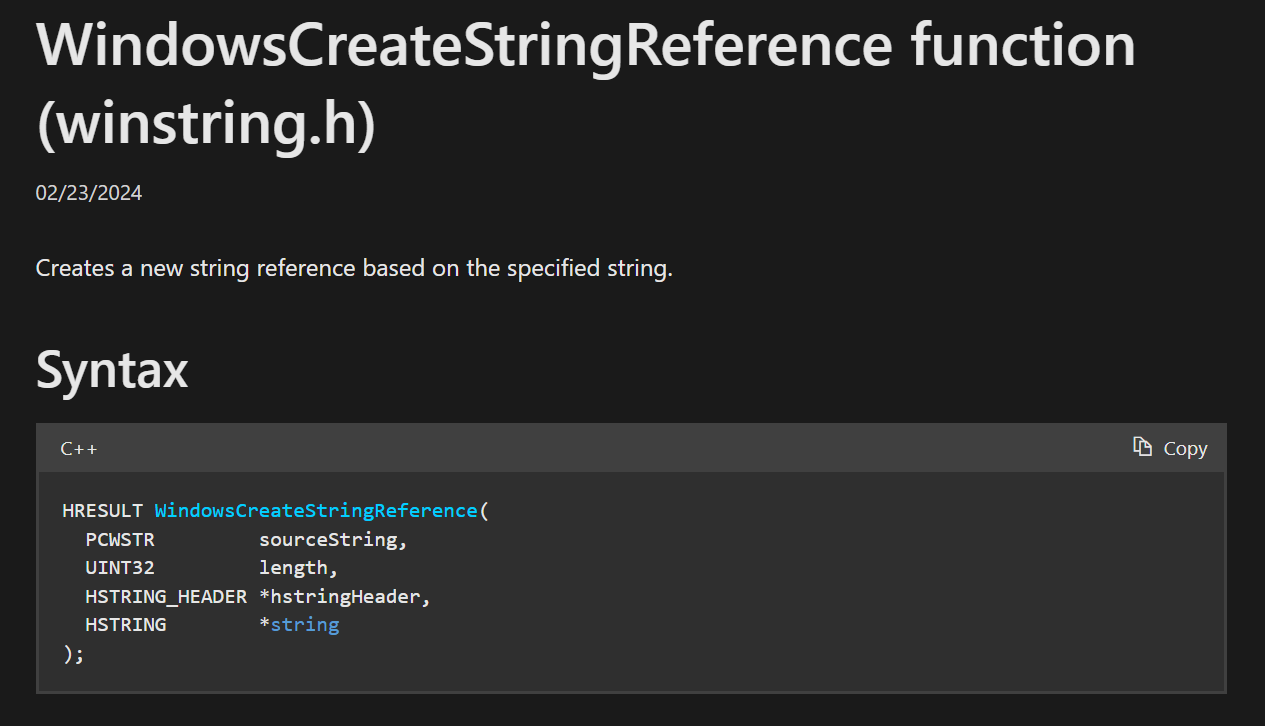 WindowsCreateStringReference function
(winstring.h)
02/23/2024
Creates a new string reference based on the specified string.
Syntax
C++ Copy
HRESULT WindowsCreateStringReference(
  PCWSTR         sourceString,
  UINT32         length,
  HSTRING_HEADER *hstringHeader,
  HSTRING        *string
);